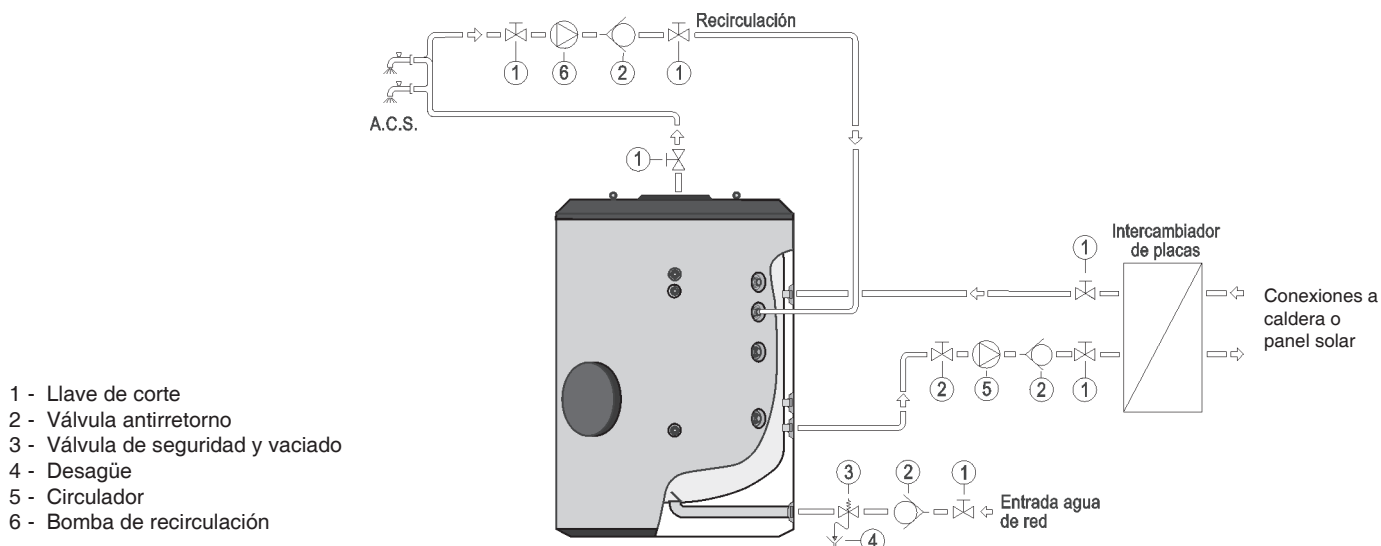 Recirculación
1
6
2
1
A.C.S.
1
Intercambiador
de placas
1
Conexiones a
caldera o
panel solar
2
5
2
1
1 - Llave de corte
2 - Válvula antirretorno
3 - Válvula de seguridad y vaciado
4 - Desagüe
5 - Circulador
6 - Bomba de recirculación
3
2
1
Entrada agua
de red
4